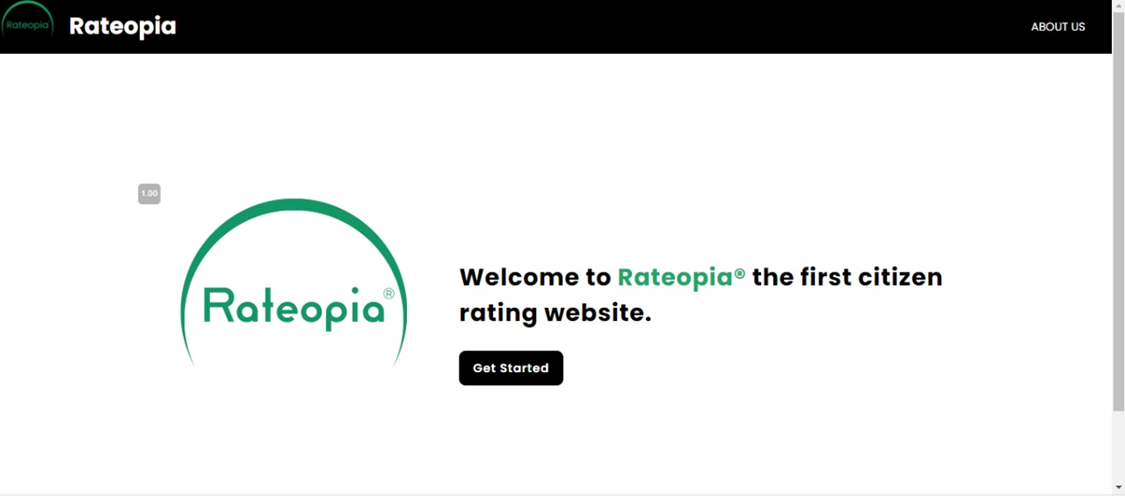 Rateopia
Rateopia
ABOUT US
1.00
Rateopia®
Welcome to Rateopia® the first citizen
rating website.
Get Started